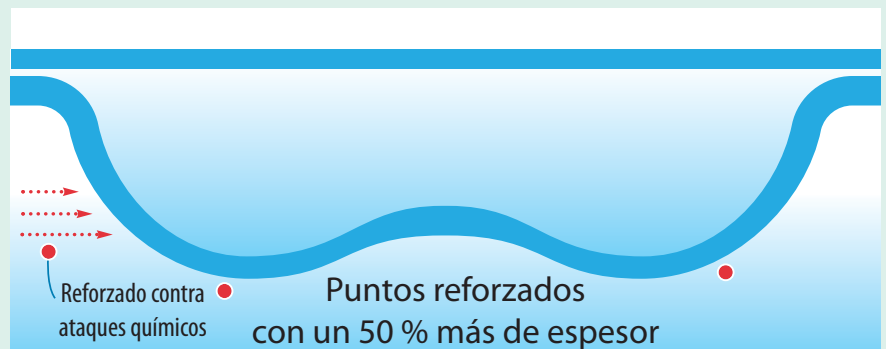 Reforzado contra
ataques químicos
Puntos reforzados
con un 50 % más de espesor